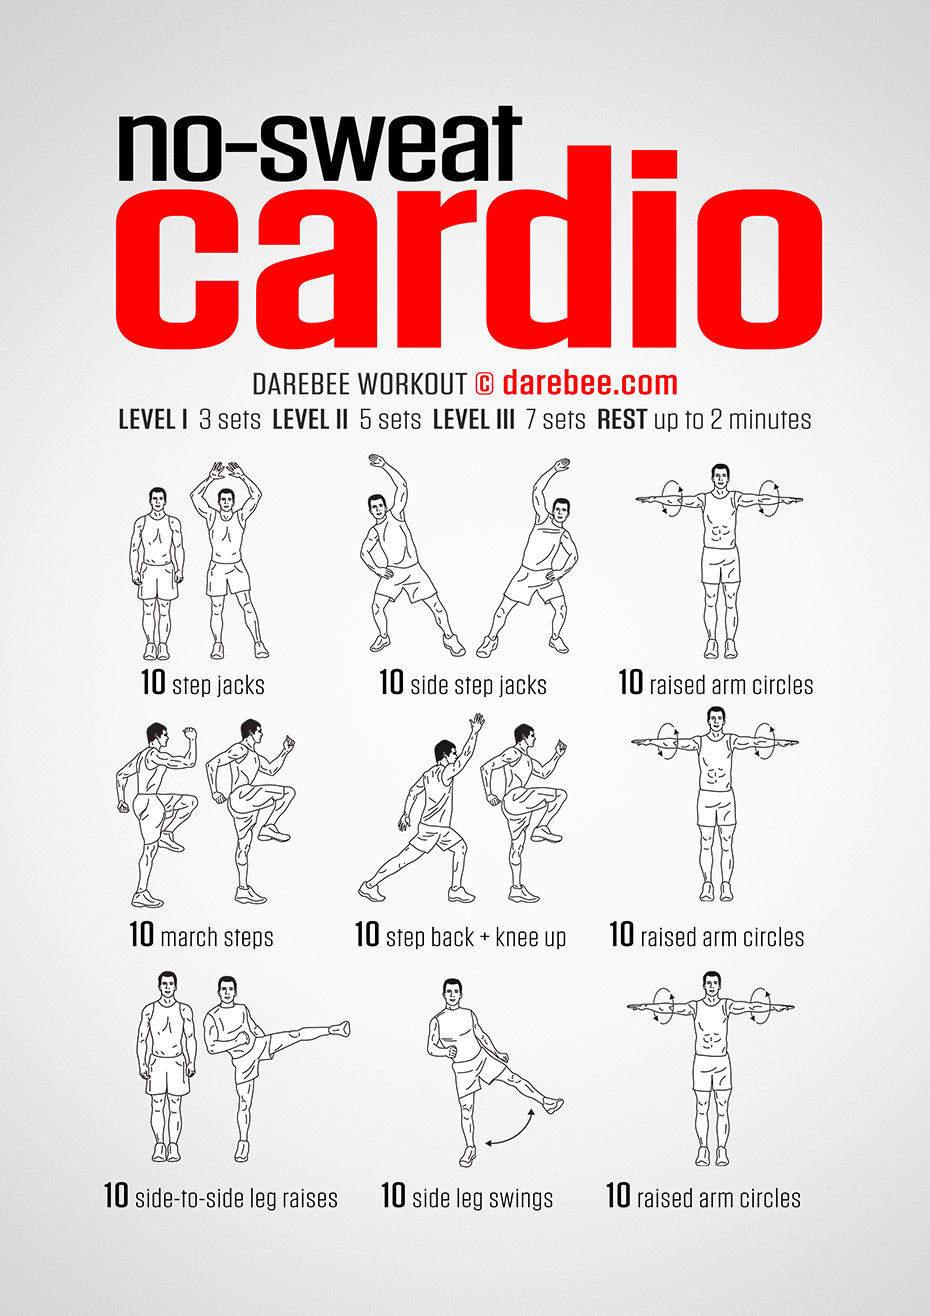 no-sweat
cardio
DAREBEE WORKOUT © darebee.com
LEVEL I 3 sets LEVEL II 5 sets LEVEL III 7 sets REST up to 2 minutes
10 step jacks
10 side step jacks
10 raised arm circles
10 march steps
10 step back + knee up
10 raised arm circles
10 side-to-side leg raises
10 side leg swings
10 raised arm circles